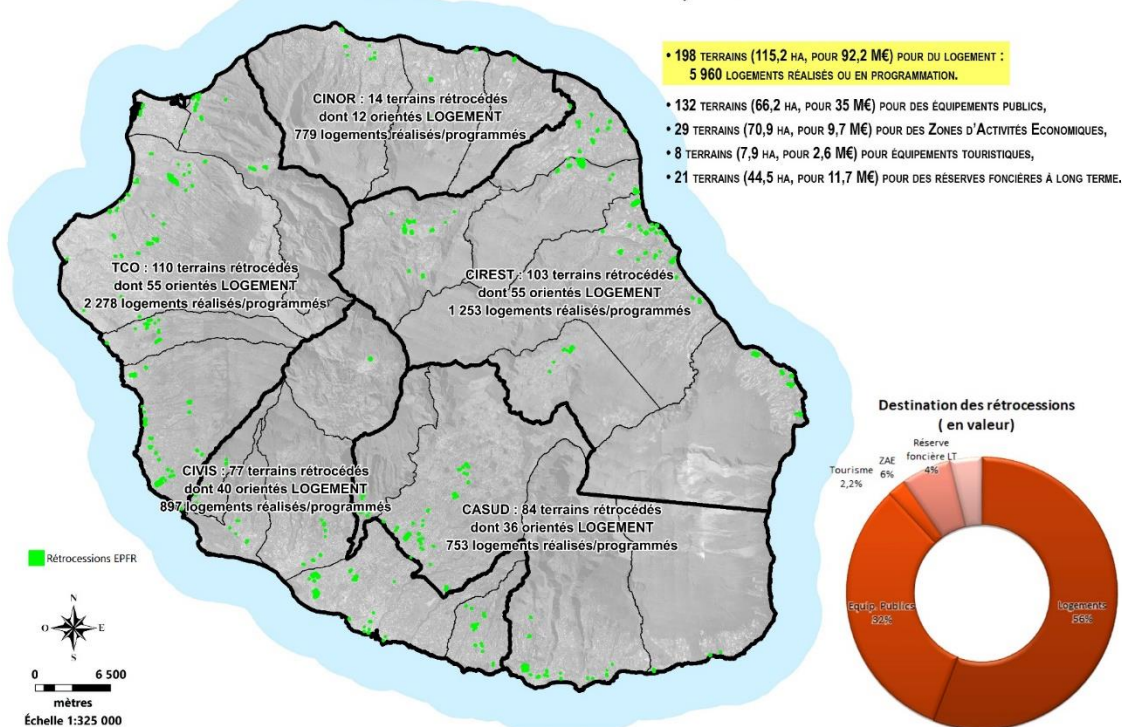 • 198 TERRAINS (115,2 HA, POUR 92,2 M€) POUR DU LOGEMENT :
5 960 LOGEMENTS RÉALISÉS OU EN PROGRAMMATION.
• 132 TERRAINS (66,2 HA, POUR 35 M€) POUR DES ÉQUIPEMENTS PUBLICS,
• 29 TERRAINS (70,9 HA, POUR 9,7 M€) POUR DES ZONES D'ACTIVITÉS ECONOMIQUES,
• 8 TERRAINS (7,9 HA, POUR 2,6 M€) POUR ÉQUIPEMENTS TOURISTIQUES,
• 21 TERRAINS (44,5 HA, POUR 11,7 M€) POUR DES RÉSERVES FONCIÈRES À LONG TERME.
CINOR : 14 terrains rétrocédés
dont 12 orientés LOGEMENT
779 logements réalisés/programmés
TCO : 110 terrains rétrocédés
dont 55 orientés LOGEMENT
2 278 logements réalisés/programmés
CIREST : 103 terrains rétrocédés
dont 55 orientés LOGEMENT
1 253 logements réalisés/programmés
CIVIS : 77 terrains rétrocédés
dont 40 orientés LOGEMENT
897 logements réalisés/programmés
CASUD : 84 terrains rétrocédés
dont 36 orientés LOGEMENT
753 logements réalisés/programmés
Destination des rétrocessions
( en valeur)
Réserve
foncière LT
4%
ZAE
6%
Tourisme
2,2%
Equip. Publics
32%
Logements
56%
Rétrocessions EPFR
N
O
E
S
0 6 500
mètres
Échelle 1:325 000